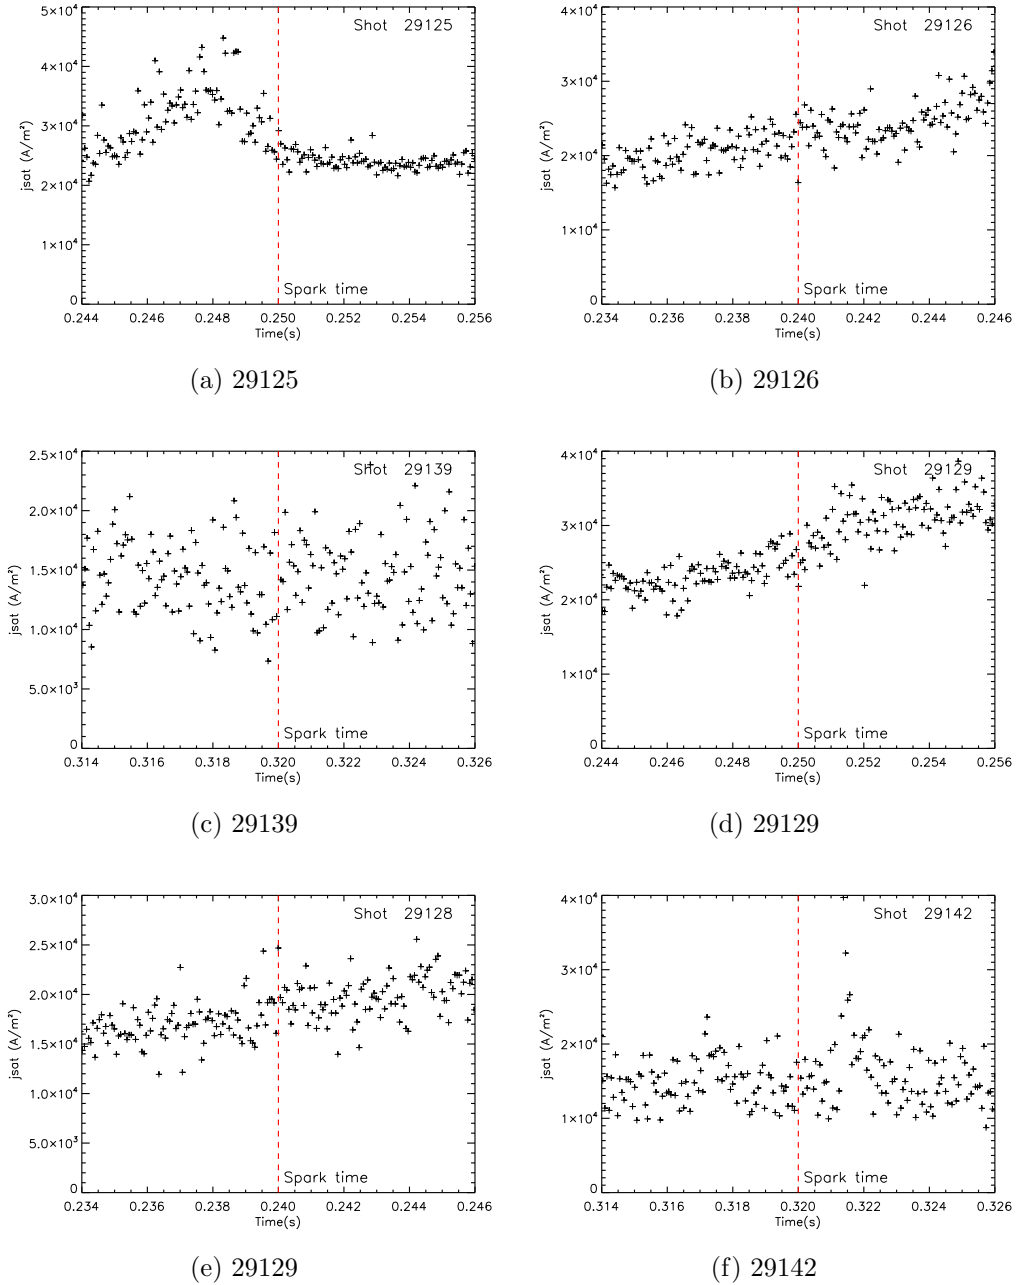 Shot 29125
jsat (A/m²)
5×10⁴
4×10⁴
3×10⁴
2×10⁴
1×10⁴
0
Spark time
0.244 0.246 0.248 0.250 0.252 0.254 0.256
Time(s)
(a) 29125
Shot 29126
jsat (A/m²)
4×10⁴
3×10⁴
2×10⁴
1×10⁴
0
Spark time
0.234 0.236 0.238 0.240 0.242 0.244 0.246
Time(s)
(b) 29126
Shot 29139
jsat (A/m²)
2.5×10⁴
2.0×10⁴
1.5×10⁴
1.0×10⁴
5.0×10³
0
Spark time
0.314 0.316 0.318 0.320 0.322 0.324 0.326
Time(s)
(c) 29139
Shot 29129
jsat (A/m²)
4×10⁴
3×10⁴
2×10⁴
1×10⁴
0
Spark time
0.244 0.246 0.248 0.250 0.252 0.254 0.256
Time(s)
(d) 29129
Shot 29128
jsat (A/m²)
3.0×10⁴
2.5×10⁴
2.0×10⁴
1.5×10⁴
1.0×10⁴
5.0×10³
0
Spark time
0.234 0.236 0.238 0.240 0.242 0.244 0.246
Time(s)
(e) 29129
Shot 29142
jsat (A/m²)
4×10⁴
3×10⁴
2×10⁴
1×10⁴
0
Spark time
0.314 0.316 0.318 0.320 0.322 0.324 0.326
Time(s)
(f) 29142